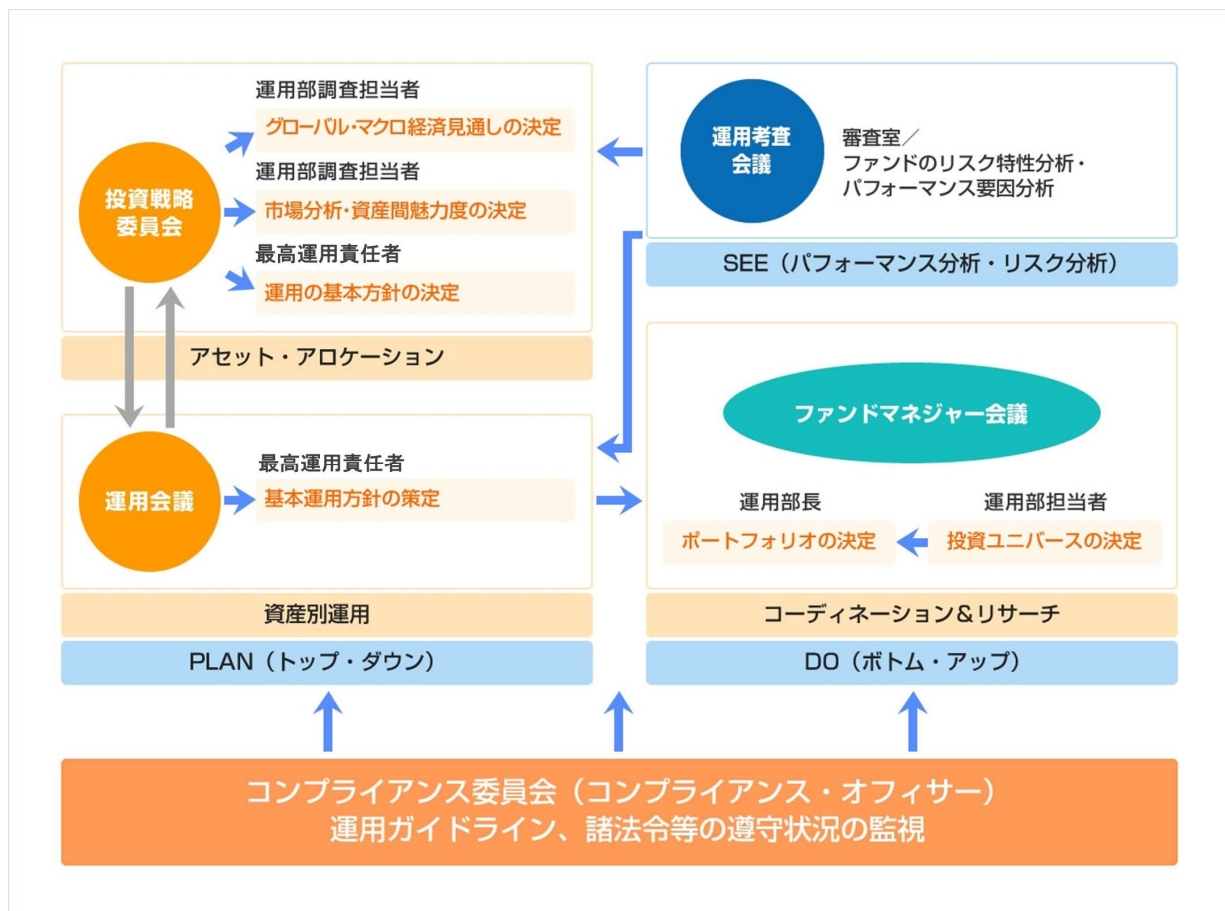 投資戦略
委員会
運用部調査担当者
グローバル・マクロ経済見通しの決定
運用部調査担当者
市場分析・資産間魅力度の決定
最高運用責任者
運用の基本方針の決定
アセット・アロケーション
運用会議
最高運用責任者
基本運用方針の策定
資産別運用
PLAN（トップ・ダウン）
運用考査
会議
審査室／
ファンドのリスク特性分析・
パフォーマンス要因分析
SEE（パフォーマンス分析・リスク分析）
ファンドマネジャー会議
運用部長
ポートフォリオの決定
運用部担当者
投資ユニバースの決定
コーディネーション＆リサーチ
DO（ボトム・アップ）
コンプライアンス委員会（コンプライアンス・オフィサー）
運用ガイドライン、諸法令等の遵守状況の監視